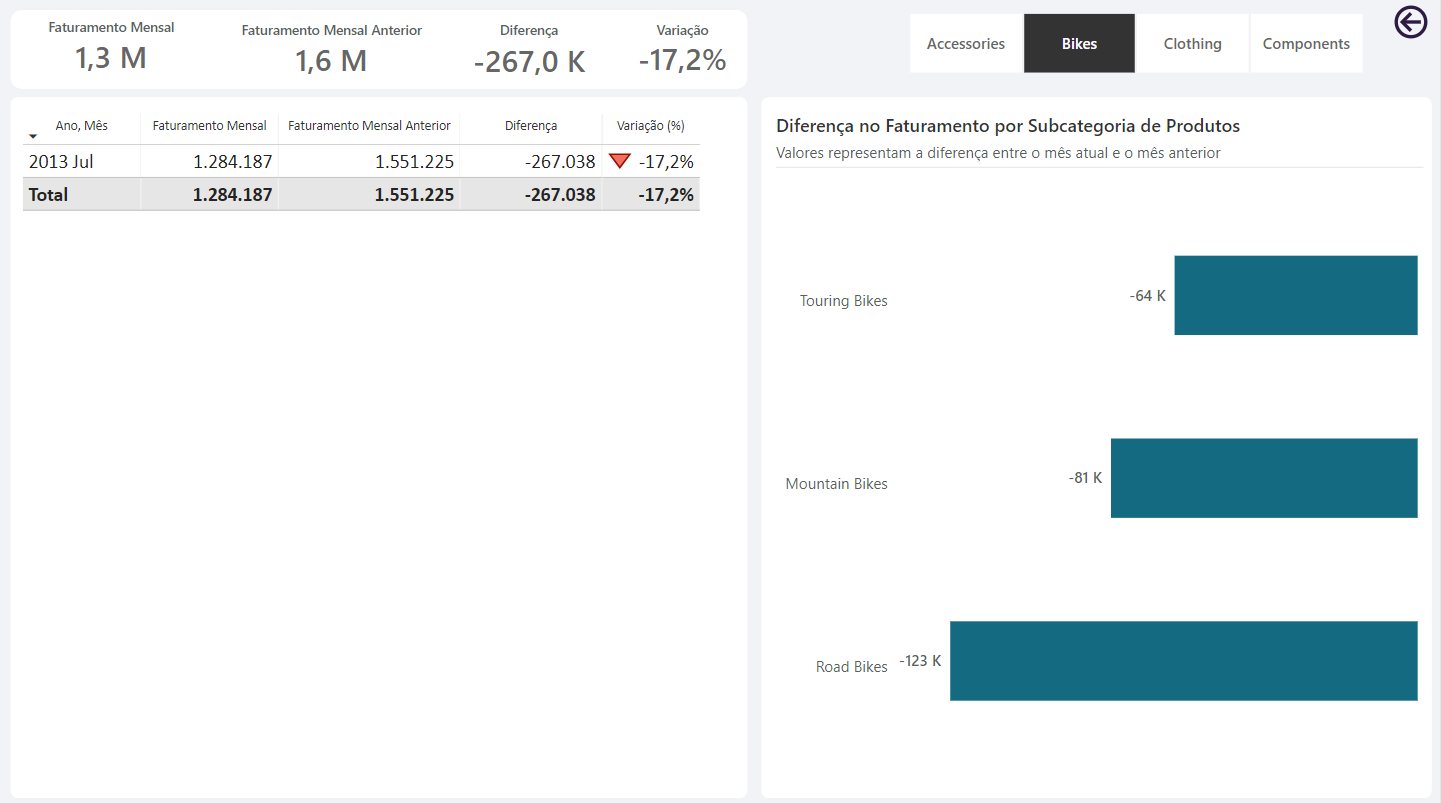 Faturamento Mensal
1,3 M
Faturamento Mensal Anterior
1,6 M
Diferença
-267,0 K
Variação
-17,2%
Accessories
Bikes
Clothing
Components
Ano, Mês Faturamento Mensal Faturamento Mensal Anterior Diferença Variação (%)
2013 Jul 1.284.187 1.551.225 -267.038 -17,2%
Total 1.284.187 1.551.225 -267.038 -17,2%
Diferença no Faturamento por Subcategoria de Produtos
Valores representam a diferença entre o mês atual e o mês anterior
Touring Bikes -64 K
Mountain Bikes -81 K
Road Bikes -123 K